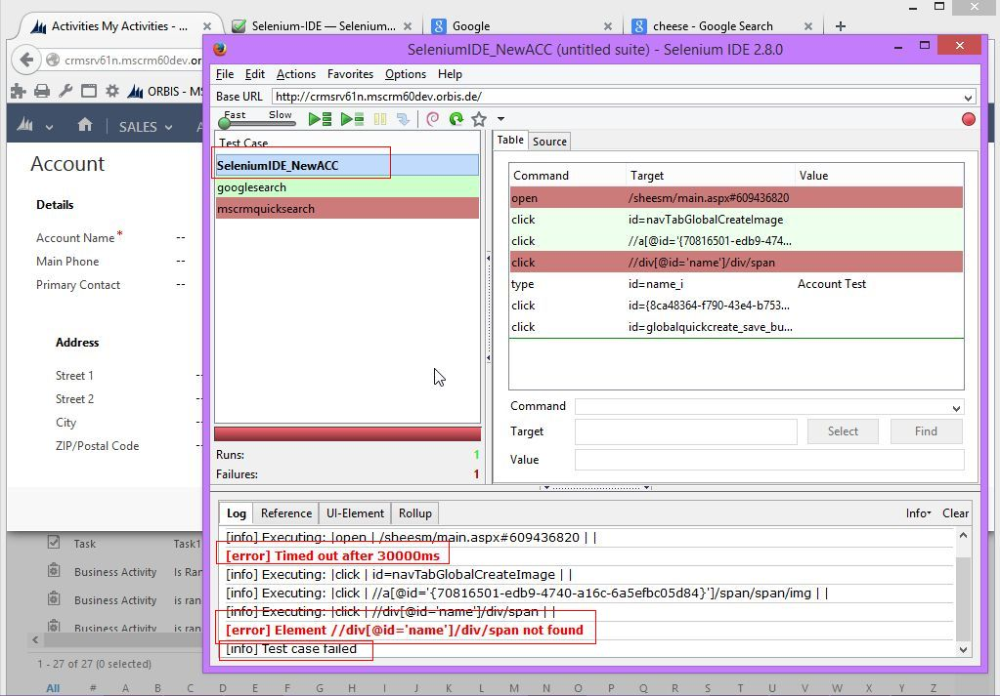 Activities My Activities - ...
Selenium-IDE — Selenium...
Google
cheese - Google Search
SeleniumIDE_NewACC (untitled suite) - Selenium IDE 2.8.0
crmsrv61n.mscrm60dev.or
File Edit Actions Favorites Options Help
ORBIS - MS
Base URL http://crmsrv61n.mscrm60dev.orbis.de/
Fast Slow
SALES
Test Case
Table Source
Account
SeleniumIDE_NewACC
googlesearch
mscrmquicksearch
Command Target Value
open /sheesm/main.aspx#609436820
click id=navTabGlobalCreateImage
click //a[@id='{70816501-edb9-474...
click //div[@id='name']/div/span
type id=name_i Account Test
click id={8ca48364-f790-43e4-b753...
click id=globalquickcreate_save_bu...
Details
Account Name* --
Main Phone --
Primary Contact --
Address
Street 1 --
Street 2 --
City --
ZIP/Postal Code --
Command
Target Select Find
Value
Runs: 1
Failures: 1
Log Reference UI-Element Rollup Info Clear
[info] Executing: |open | /sheesm/main.aspx#609436820 | |
[error] Timed out after 30000ms
[info] Executing: |click | id=navTabGlobalCreateImage | |
[info] Executing: |click | //a[@id='{70816501-edb9-4740-a16c-6a5efbc05d84}']/span/span/img | |
[info] Executing: |click | //div[@id='name']/div/span | |
[error] Element //div[@id='name']/div/span not found
[info] Test case failed
Task Task1
Business Activity Is Ran
Business Activity is ran
Business Activity is ran
Business Activity is ran
1 - 27 of 27 (0 selected)
All # A B C D E F G H I J K L M N O P Q R S T U V W X Y Z